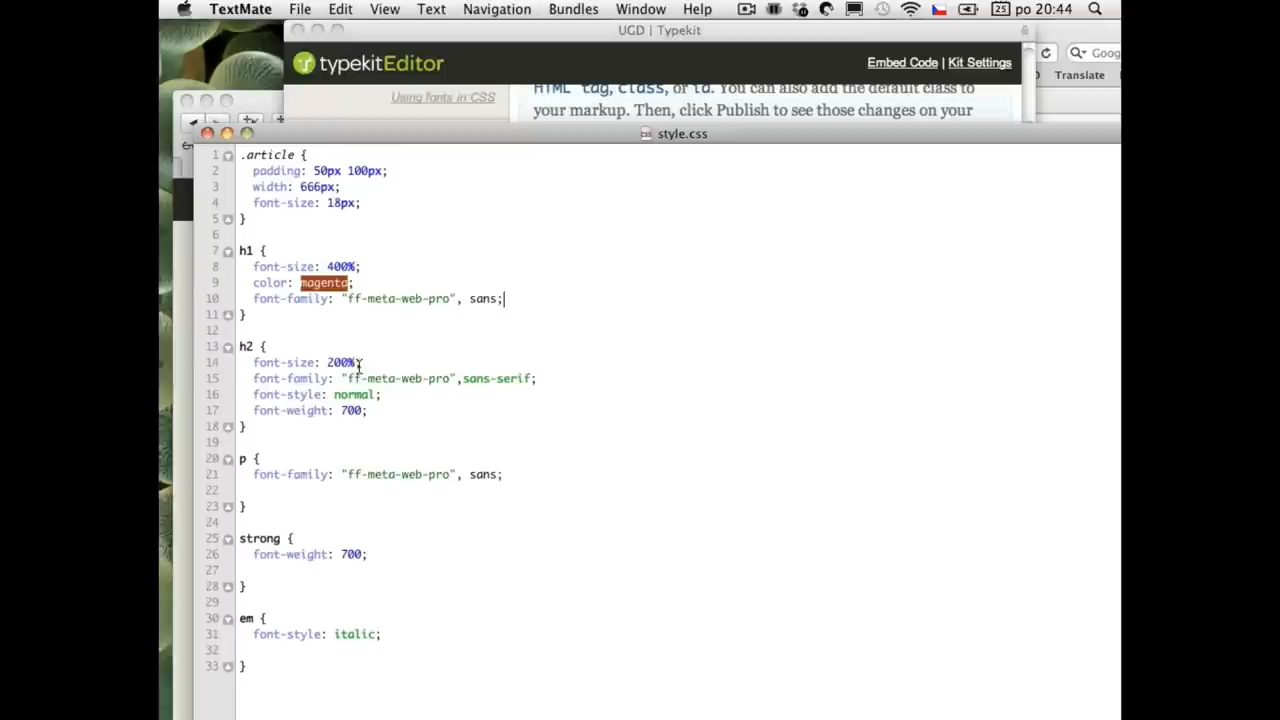 TextMate File Edit View Text Navigation Bundles Window Help 25 po 20:44
UGD | Typekit
typekitEditor Embed Code | Kit Settings
Goog
Translate
Using fonts in CSS
HTML tag, class, or id. You can also add the default class to
your markup. Then, click Publish to see those changes on your
style.css
1 .article {
2 padding: 50px 100px;
3 width: 666px;
4 font-size: 18px;
5 }
6
7 h1 {
8 font-size: 400%;
9 color: magenta;
10 font-family: "ff-meta-web-pro", sans;
11 }
12
13 h2 {
14 font-size: 200%;
15 font-family: "ff-meta-web-pro",sans-serif;
16 font-style: normal;
17 font-weight: 700;
18 }
19
20 p {
21 font-family: "ff-meta-web-pro", sans;
22
23 }
24
25 strong {
26 font-weight: 700;
27
28 }
29
30 em {
31 font-style: italic;
32
33 }